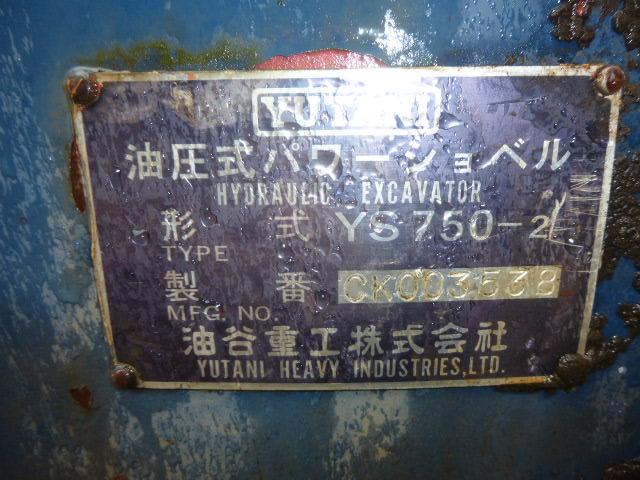 YUTANI
油圧式パワーショベル
HYDRAULIC EXCAVATOR
形 式 YS750-2
TYPE
製 番 CK003538
MFG. NO.
油谷重工株式会社
YUTANI HEAVY INDUSTRIES,LTD.